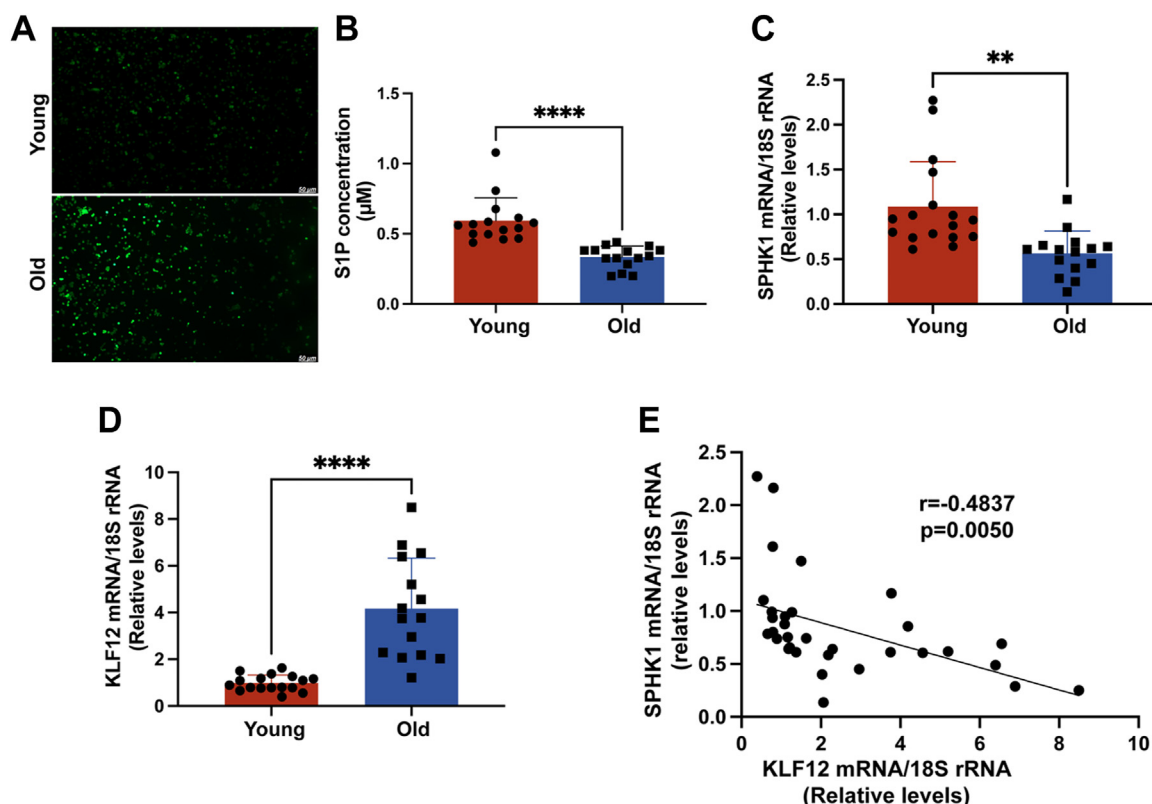 A
Young
50 µm
Old
50 µm
B
S1P concentration
(µM)
1.5
1.0
0.5
0.0
****
Young
Old
C
SPHK1 mRNA/18S rRNA
(Relative levels)
2.5
2.0
1.5
1.0
0.5
0.0
**
Young
Old
D
KLF12 mRNA/18S rRNA
(Relative levels)
10
8
6
4
2
0
****
Young
Old
E
SPHK1 mRNA/18S rRNA
(relative levels)
2.5
2.0
1.5
1.0
0.5
0.0
r=-0.4837
p=0.0050
0
2
4
6
8
10
KLF12 mRNA/18S rRNA
(Relative levels)